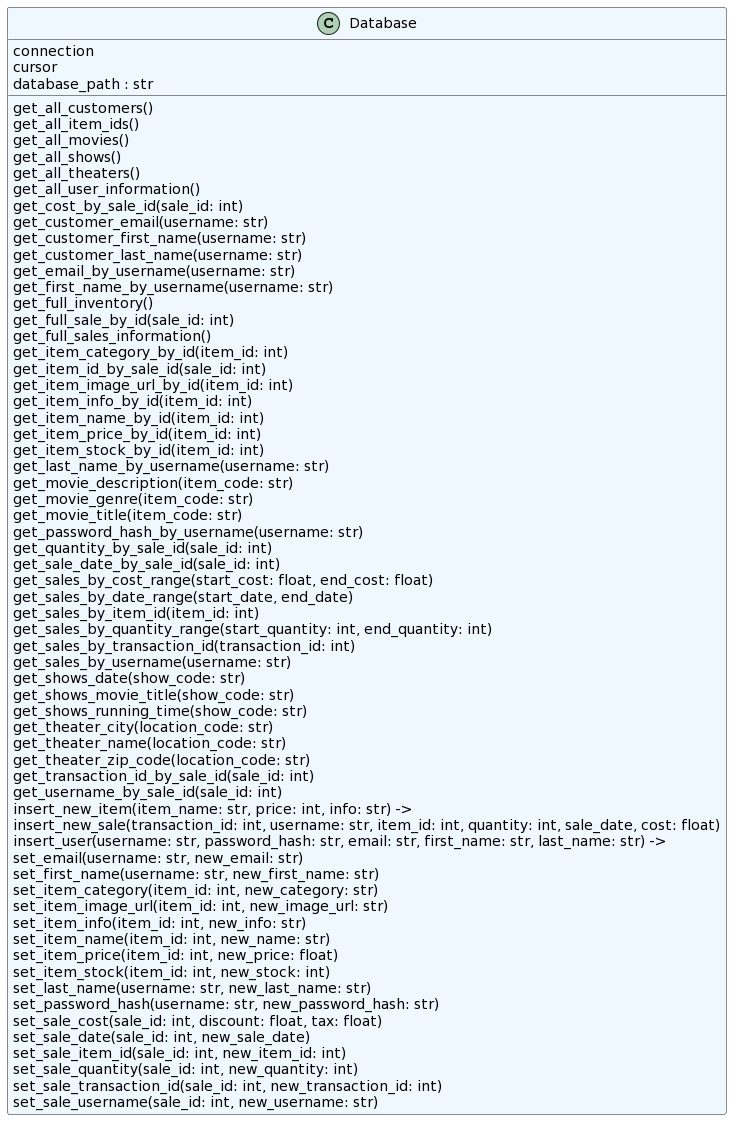 C Database
connection
cursor
database_path : str
get_all_customers()
get_all_item_ids()
get_all_movies()
get_all_shows()
get_all_theaters()
get_all_user_information()
get_cost_by_sale_id(sale_id: int)
get_customer_email(username: str)
get_customer_first_name(username: str)
get_customer_last_name(username: str)
get_email_by_username(username: str)
get_first_name_by_username(username: str)
get_full_inventory()
get_full_sale_by_id(sale_id: int)
get_full_sales_information()
get_item_category_by_id(item_id: int)
get_item_id_by_sale_id(sale_id: int)
get_item_image_url_by_id(item_id: int)
get_item_info_by_id(item_id: int)
get_item_name_by_id(item_id: int)
get_item_price_by_id(item_id: int)
get_item_stock_by_id(item_id: int)
get_last_name_by_username(username: str)
get_movie_description(item_code: str)
get_movie_genre(item_code: str)
get_movie_title(item_code: str)
get_password_hash_by_username(username: str)
get_quantity_by_sale_id(sale_id: int)
get_sale_date_by_sale_id(sale_id: int)
get_sales_by_cost_range(start_cost: float, end_cost: float)
get_sales_by_date_range(start_date, end_date)
get_sales_by_item_id(item_id: int)
get_sales_by_quantity_range(start_quantity: int, end_quantity: int)
get_sales_by_transaction_id(transaction_id: int)
get_sales_by_username(username: str)
get_shows_date(show_code: str)
get_shows_movie_title(show_code: str)
get_shows_running_time(show_code: str)
get_theater_city(location_code: str)
get_theater_name(location_code: str)
get_theater_zip_code(location_code: str)
get_transaction_id_by_sale_id(sale_id: int)
get_username_by_sale_id(sale_id: int)
insert_new_item(item_name: str, price: int, info: str) ->
insert_new_sale(transaction_id: int, username: str, item_id: int, quantity: int, sale_date, cost: float)
insert_user(username: str, password_hash: str, email: str, first_name: str, last_name: str) ->
set_email(username: str, new_email: str)
set_first_name(username: str, new_first_name: str)
set_item_category(item_id: int, new_category: str)
set_item_image_url(item_id: int, new_image_url: str)
set_item_info(item_id: int, new_info: str)
set_item_name(item_id: int, new_name: str)
set_item_price(item_id: int, new_price: float)
set_item_stock(item_id: int, new_stock: int)
set_last_name(username: str, new_last_name: str)
set_password_hash(username: str, new_password_hash: str)
set_sale_cost(sale_id: int, discount: float, tax: float)
set_sale_date(sale_id: int, new_sale_date)
set_sale_item_id(sale_id: int, new_item_id: int)
set_sale_quantity(sale_id: int, new_quantity: int)
set_sale_transaction_id(sale_id: int, new_transaction_id: int)
set_sale_username(sale_id: int, new_username: str)